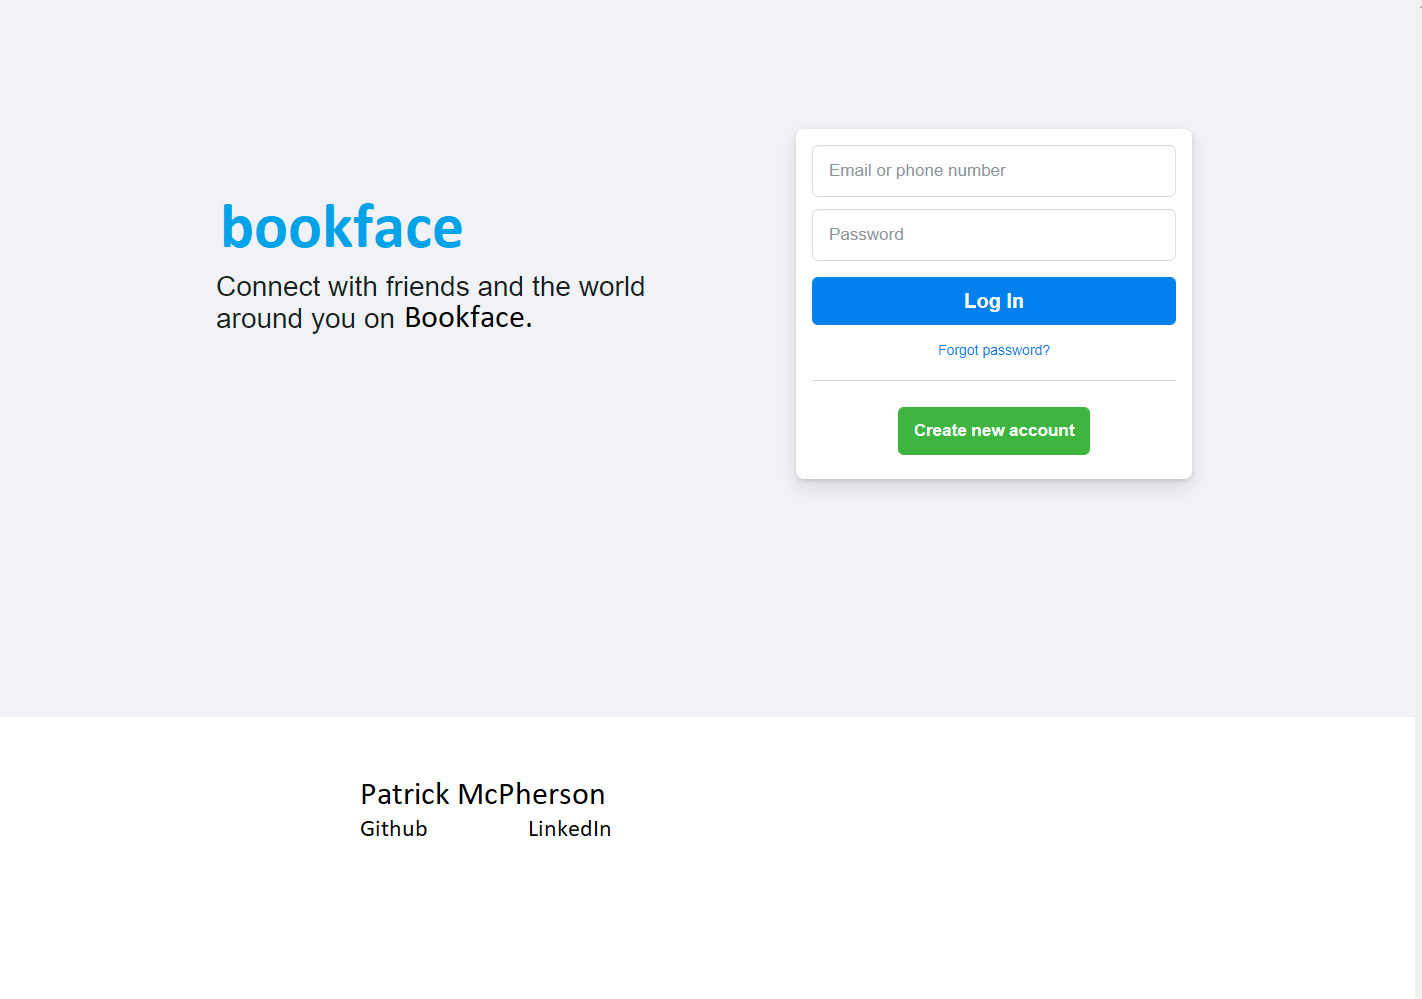 bookface
Connect with friends and the world
around you on Bookface.
Email or phone number
Password
Log In
Forgot password?
Create new account
Patrick McPherson
Github LinkedIn